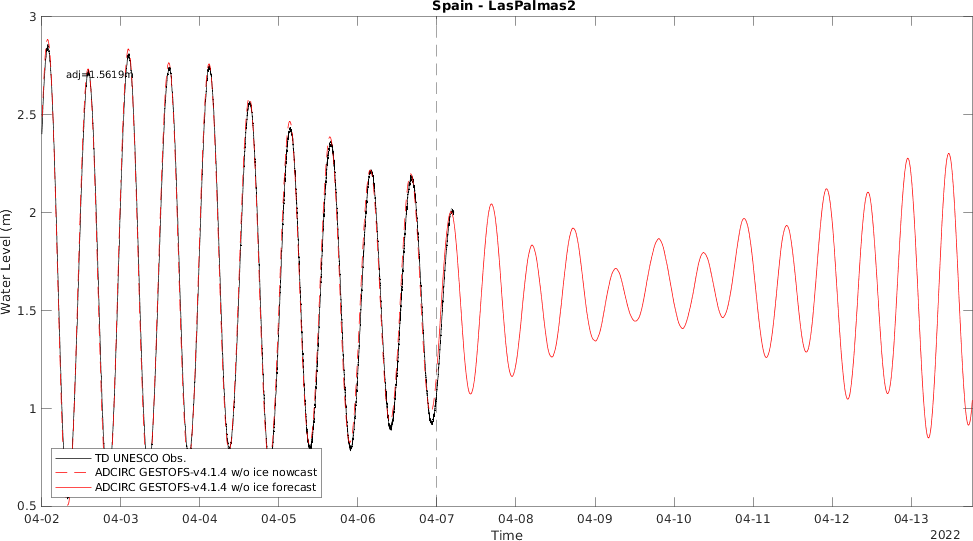 Spain - LasPalmas2
3
2.5
2
1.5
1
0.5
Water Level (m)
adj=1.5619m
TD UNESCO Obs.
ADCIRC GESTOFS-v4.1.4 w/o ice nowcast
ADCIRC GESTOFS-v4.1.4 w/o ice forecast
04-02 04-03 04-04 04-05 04-06 04-07 04-08 04-09 04-10 04-11 04-12 04-13
Time
2022